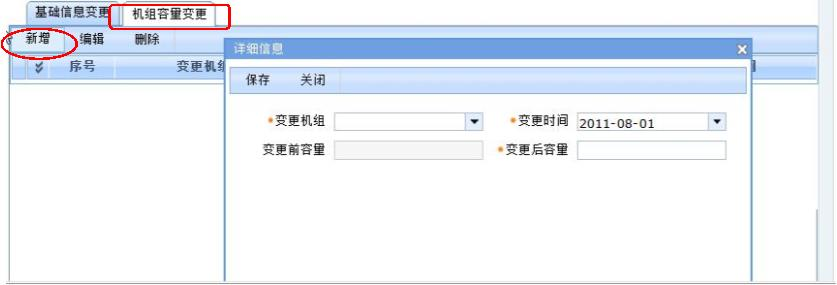 基础信息变更 机组容量变更
新增 编辑 删除
详细信息
序号 变更机
保存 关闭
*变更机组 *变更时间 2011-08-01
变更前容量 *变更后容量